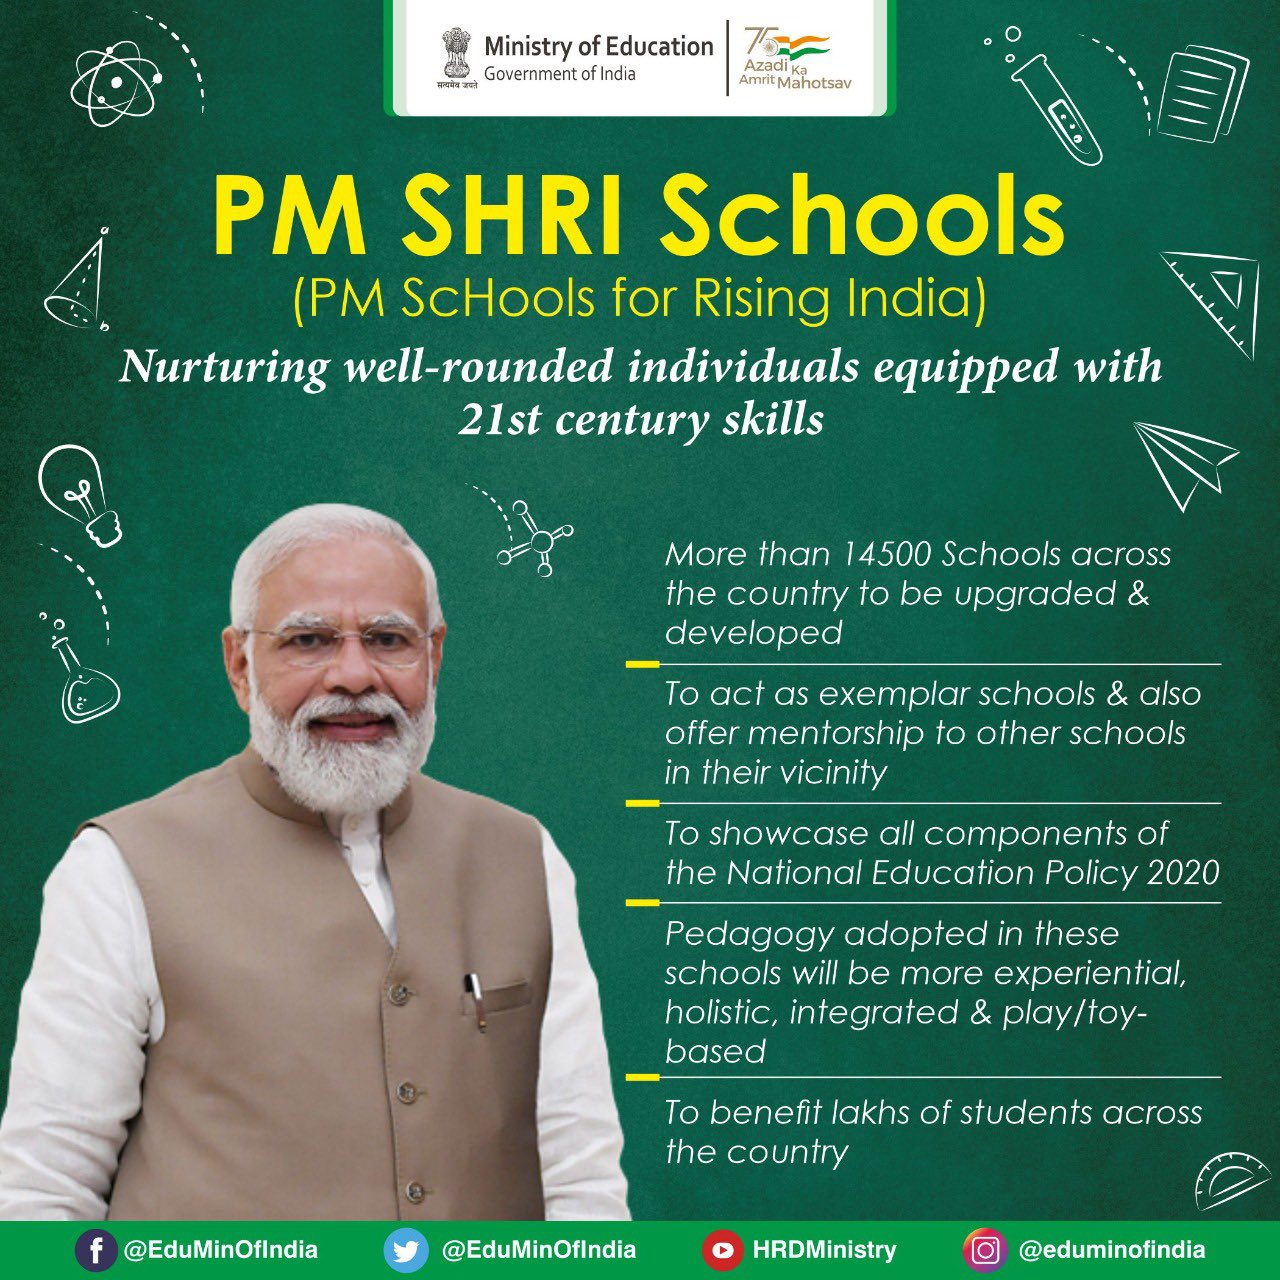 सत्यमेव जयते
Ministry of Education
Government of India
75
Azadi Ka
Amrit Mahotsav
PM SHRI Schools
(PM ScHools for Rising India)
Nurturing well-rounded individuals equipped with
21st century skills
More than 14500 Schools across
the country to be upgraded &
developed
To act as exemplar schools & also
offer mentorship to other schools
in their vicinity
To showcase all components of
the National Education Policy 2020
Pedagogy adopted in these
schools will be more experiential,
holistic, integrated & play/toy-
based
To benefit lakhs of students across
the country
@EduMinOfIndia
@EduMinOfIndia
HRDMinistry
@eduminofindia